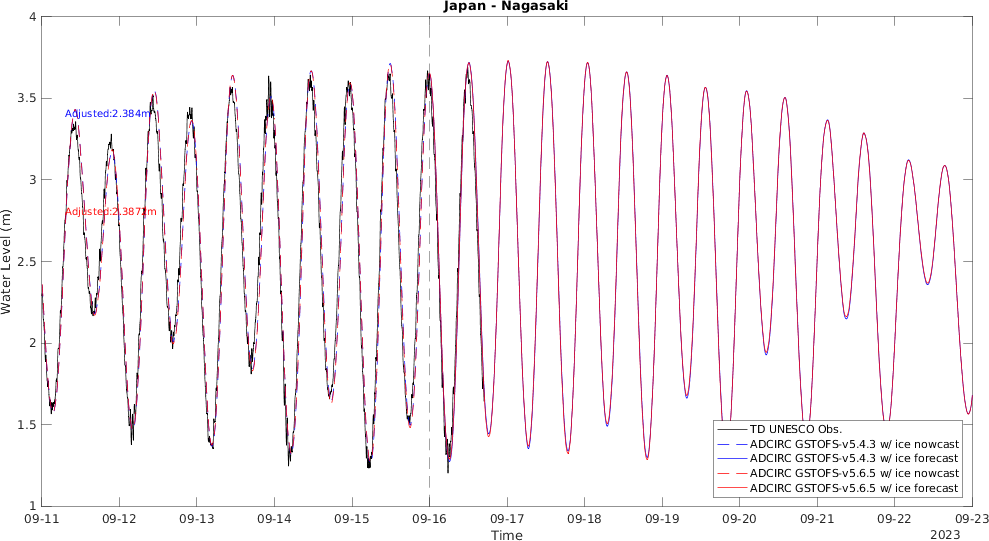 Japan - Nagasaki
4
3.5
3
2.5
2
1.5
1
Water Level (m)
Adjusted:2.384m
Adjusted:2.3872m
TD UNESCO Obs.
ADCIRC GSTOFS-v5.4.3 w/ ice nowcast
ADCIRC GSTOFS-v5.4.3 w/ ice forecast
ADCIRC GSTOFS-v5.6.5 w/ ice nowcast
ADCIRC GSTOFS-v5.6.5 w/ ice forecast
09-11 09-12 09-13 09-14 09-15 09-16 09-17 09-18 09-19 09-20 09-21 09-22 09-23
Time
2023